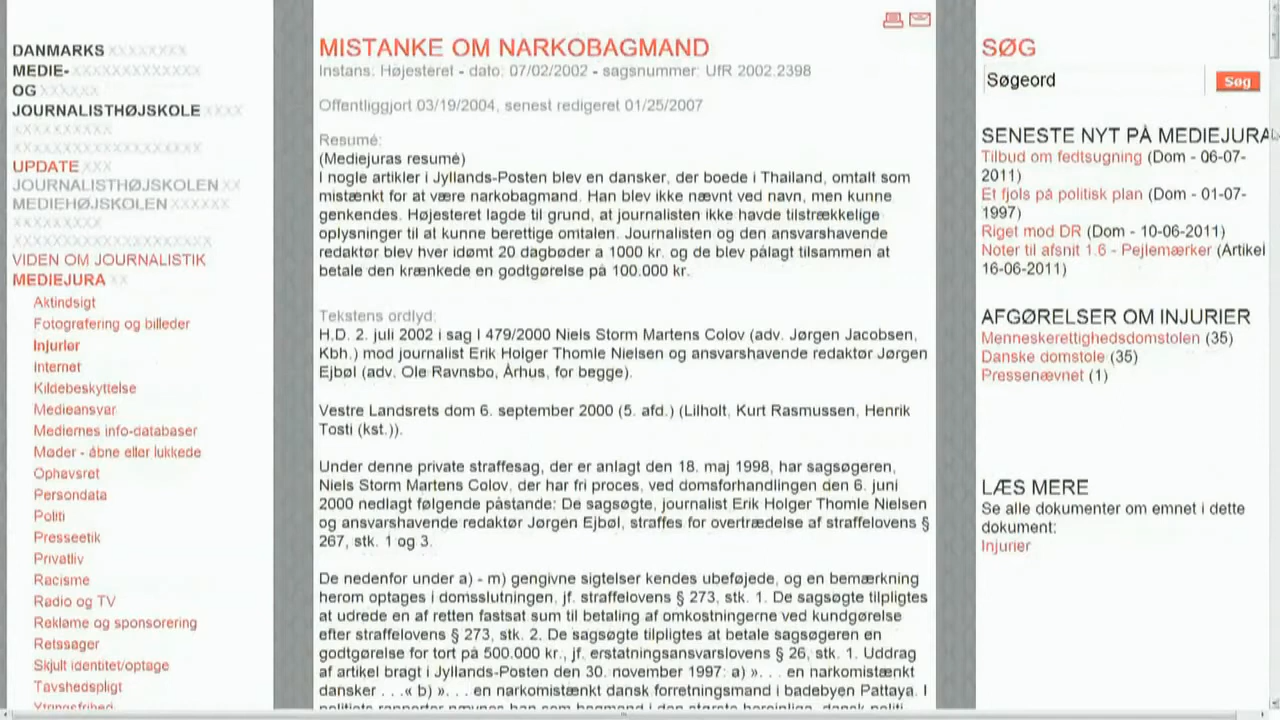 DANMARKS XXXXXXXX
MEDIE-XXXXXXXXXXXXX
OG XXXXXX
JOURNALISTHØJSKOLE XXXX
XXXXXXXXXX
XXXXXXXXXXXXXXXXXXX
UPDATE XXX
JOURNALISTHØJSKOLEN XX
MEDIEHØJSKOLEN XXXXXX
XXXXXXXXX
XXXXXXXXXXXXXXXXXXXX
VIDEN OM JOURNALISTIK
MEDIEJURA XX
Aktindsigt
Fotografering og billeder
Injurier
Internet
Kildebeskyttelse
Medieansvar
Mediernes info-databaser
Møder - åbne eller lukkede
Ophavsret
Persondata
Politi
Presseetik
Privatliv
Racisme
Radio og TV
Reklame og sponsorering
Retssager
Skjult identitet/optage
Tavshedspligt
Ytringsfrihed
MISTANKE OM NARKOBAGMAND
Instans: Højesteret - dato: 07/02/2002 - sagsnummer: UfR 2002.2398
Offentliggjort 03/19/2004, senest redigeret 01/25/2007
Resumé:
(Mediejuras resumé)
I nogle artikler i Jyllands-Posten blev en dansker, der boede i Thailand, omtalt som
mistænkt for at være narkobagmand. Han blev ikke nævnt ved navn, men kunne
genkendes. Højesteret lagde til grund, at journalisten ikke havde tilstrækkelige
oplysninger til at kunne berettige omtalen. Journalisten og den ansvarshavende
redaktør blev hver idømt 20 dagbøder a 1000 kr. og de blev pålagt tilsammen at
betale den krænkede en godtgørelse på 100.000 kr.
Tekstens ordlyd:
H.D. 2. juli 2002 i sag I 479/2000 Niels Storm Martens Colov (adv. Jørgen Jacobsen,
Kbh.) mod journalist Erik Holger Thomle Nielsen og ansvarshavende redaktør Jørgen
Ejbøl (adv. Ole Ravnsbo, Århus, for begge).
Vestre Landsrets dom 6. september 2000 (5. afd.) (Lilholt, Kurt Rasmussen, Henrik
Tosti (kst.)).
Under denne private straffesag, der er anlagt den 18. maj 1998, har sagsøgeren,
Niels Storm Martens Colov, der har fri proces, ved domsforhandlingen den 6. juni
2000 nedlagt følgende påstande: De sagsøgte, journalist Erik Holger Thomle Nielsen
og ansvarshavende redaktør Jørgen Ejbøl, straffes for overtrædelse af straffelovens §
267, stk. 1 og 3.
De nedenfor under a) - m) gengivne sigtelser kendes ubeføjede, og en bemærkning
herom optages i domsslutningen, jf. straffelovens § 273, stk. 1. De sagsøgte tilpligtes
at udrede en af retten fastsat sum til betaling af omkostningerne ved kundgørelse
efter straffelovens § 273, stk. 2. De sagsøgte tilpligtes at betale sagsøgeren en
godtgørelse for tort på 500.000 kr., jf. erstatningsansvarslovens § 26, stk. 1. Uddrag
af artikel bragt i Jyllands-Posten den 30. november 1997: a) ». . . en narkomistænkt
dansker . . .« b) ». . . en narkomistænkt dansk forretningsmand i badebyen Pattaya. I
SØG
Søgeord
Søg
SENESTE NYT PÅ MEDIEJURA
Tilbud om fedtsugning (Dom - 06-07-
2011)
Et fjols på politisk plan (Dom - 01-07-
1997)
Riget mod DR (Dom - 10-06-2011)
Noter til afsnit 1.6 - Pejlemærker (Artikel
16-06-2011)
AFGØRELSER OM INJURIER
Menneskerettighedsdomstolen (35)
Danske domstole (35)
Pressenævnet (1)
LÆS MERE
Se alle dokumenter om emnet i dette
dokument:
Injurier